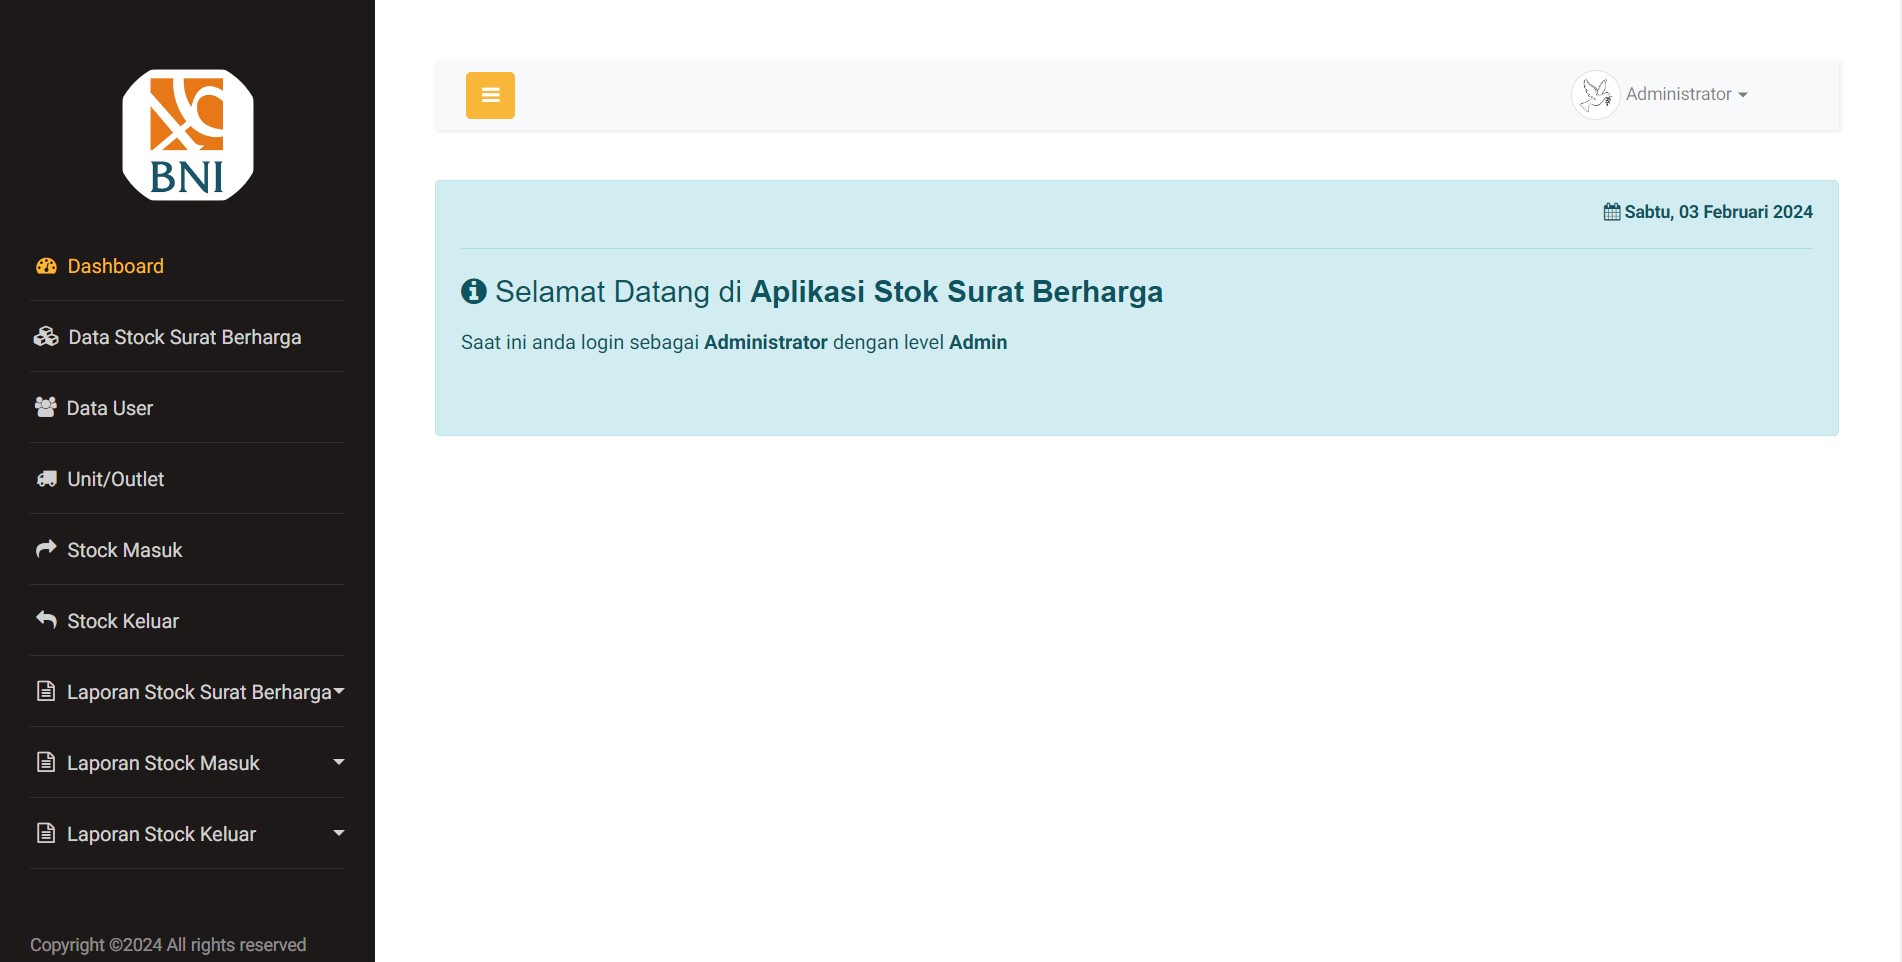 BNI
Dashboard
Data Stock Surat Berharga
Data User
Unit/Outlet
Stock Masuk
Stock Keluar
Laporan Stock Surat Berharga
Laporan Stock Masuk
Laporan Stock Keluar
Copyright ©2024 All rights reserved
Administrator
Sabtu, 03 Februari 2024
Selamat Datang di Aplikasi Stok Surat Berharga
Saat ini anda login sebagai Administrator dengan level Admin